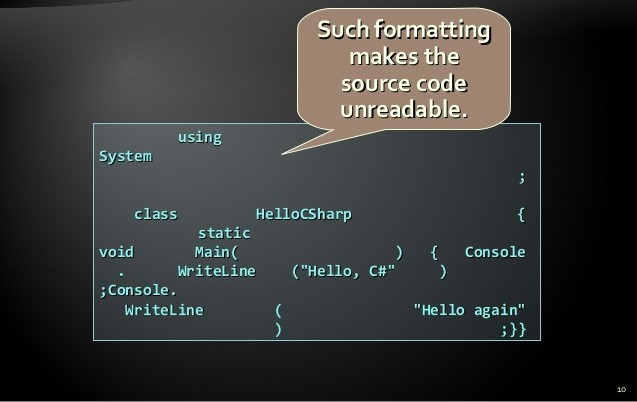 Such formatting
makes the
source code
unreadable.
using
System
;
class HelloCSharp {
static
void Main( ) { Console
. WriteLine ("Hello, C#" )
;Console.
WriteLine ( "Hello again"
) ;}}
10